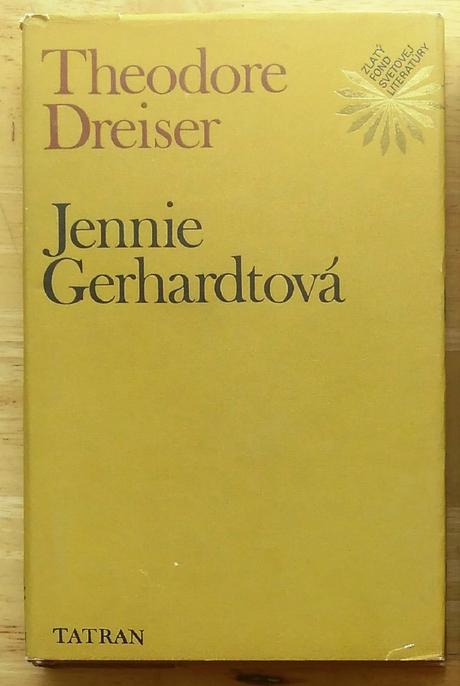 Theodore
Dreiser
ZLATÝ
FOND
SVETOVEJ
LITERATÚRY
Jennie
Gerhardtová
TATRAN